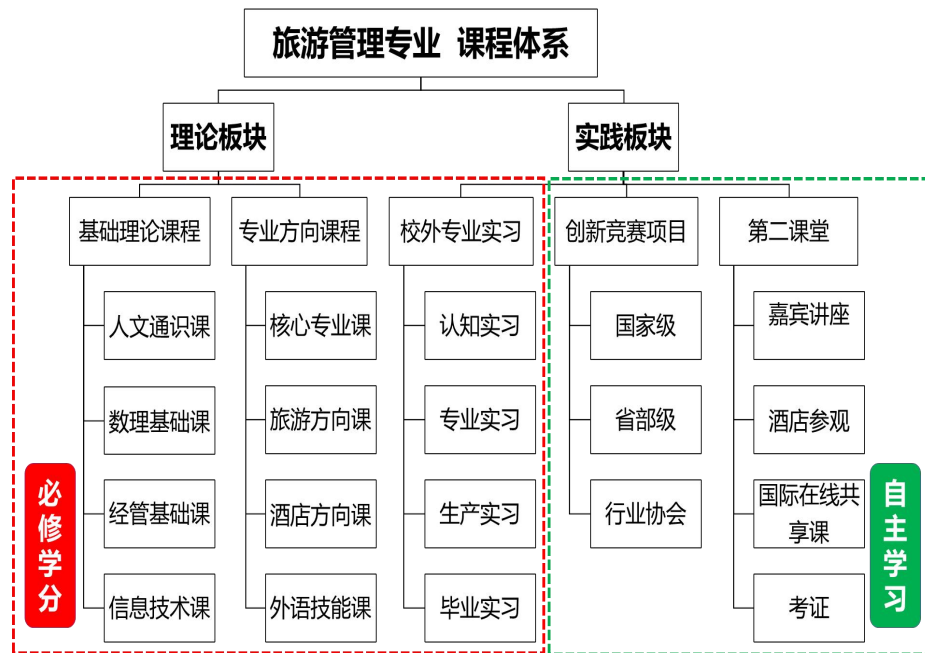 旅游管理专业 课程体系
理论板块
实践板块
基础理论课程
专业方向课程
校外专业实习
创新竞赛项目
第二课堂
人文通识课
核心专业课
认知实习
国家级
嘉宾讲座
数理基础课
旅游方向课
专业实习
省部级
酒店参观
经管基础课
酒店方向课
生产实习
行业协会
国际在线共
享课
信息技术课
外语技能课
毕业实习
考证
必修学分
自主学习